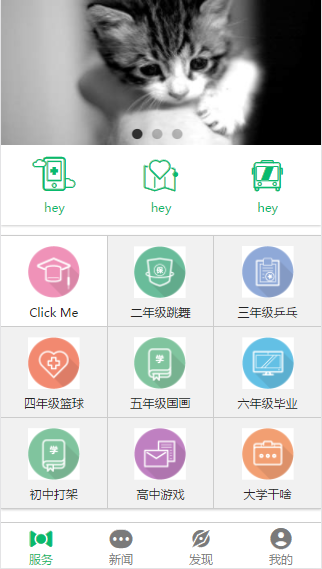 hey
hey
hey
保
Click Me
二年级跳舞
三年级乒乓
学
四年级篮球
五年级国画
六年级毕业
学
初中打架
高中游戏
大学干啥
服务
新闻
发现
我的